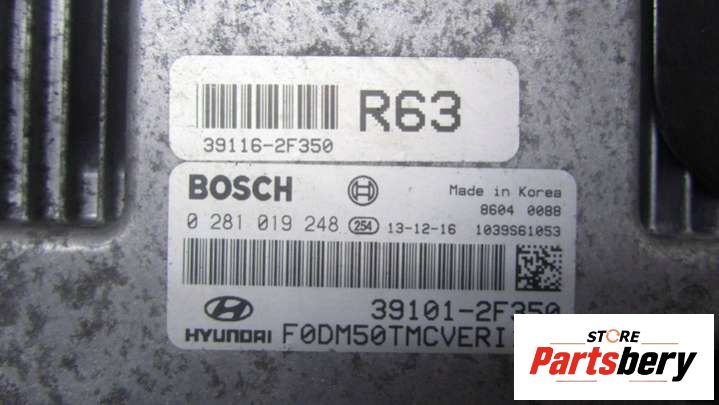 R63
39116-2F350
BOSCH
Made in Korea
8604 0088
0 281 019 248 254 13-12-16 1039S61053
39101-2F350
HYUNDAI F0DM50TMCVERI
STORE
Partsbery